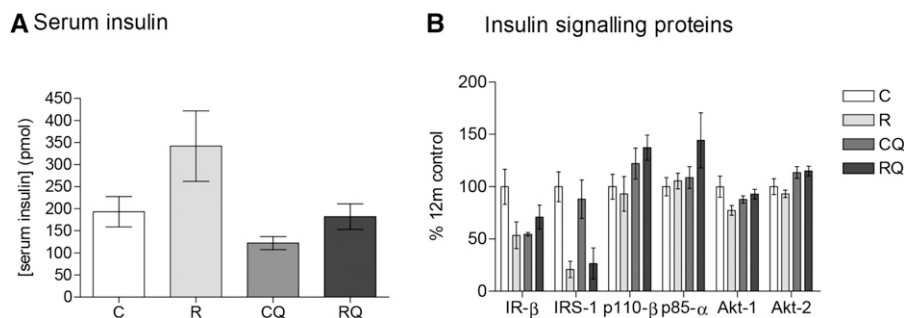 A Serum insulin
[serum insulin] (pmol)
450
400
350
300
250
200
150
100
50
0
C R CQ RQ
B Insulin signalling proteins
% 12m control
200
150
100
50
0
IR-β IRS-1 p110-β p85-α Akt-1 Akt-2
C
R
CQ
RQ